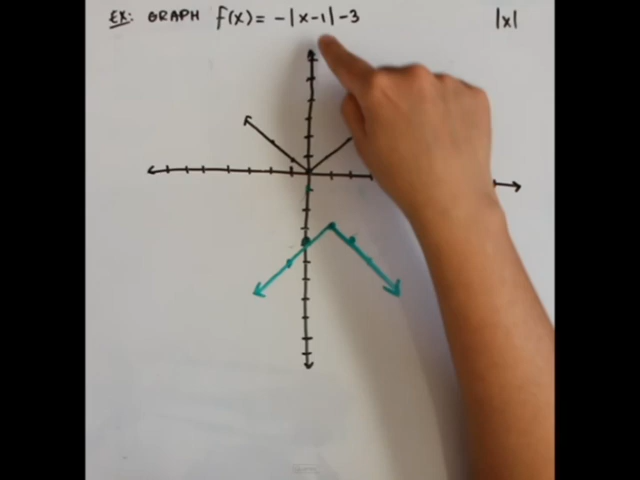 Ex: GRAPH f(x) = -|x-1|-3 |x|